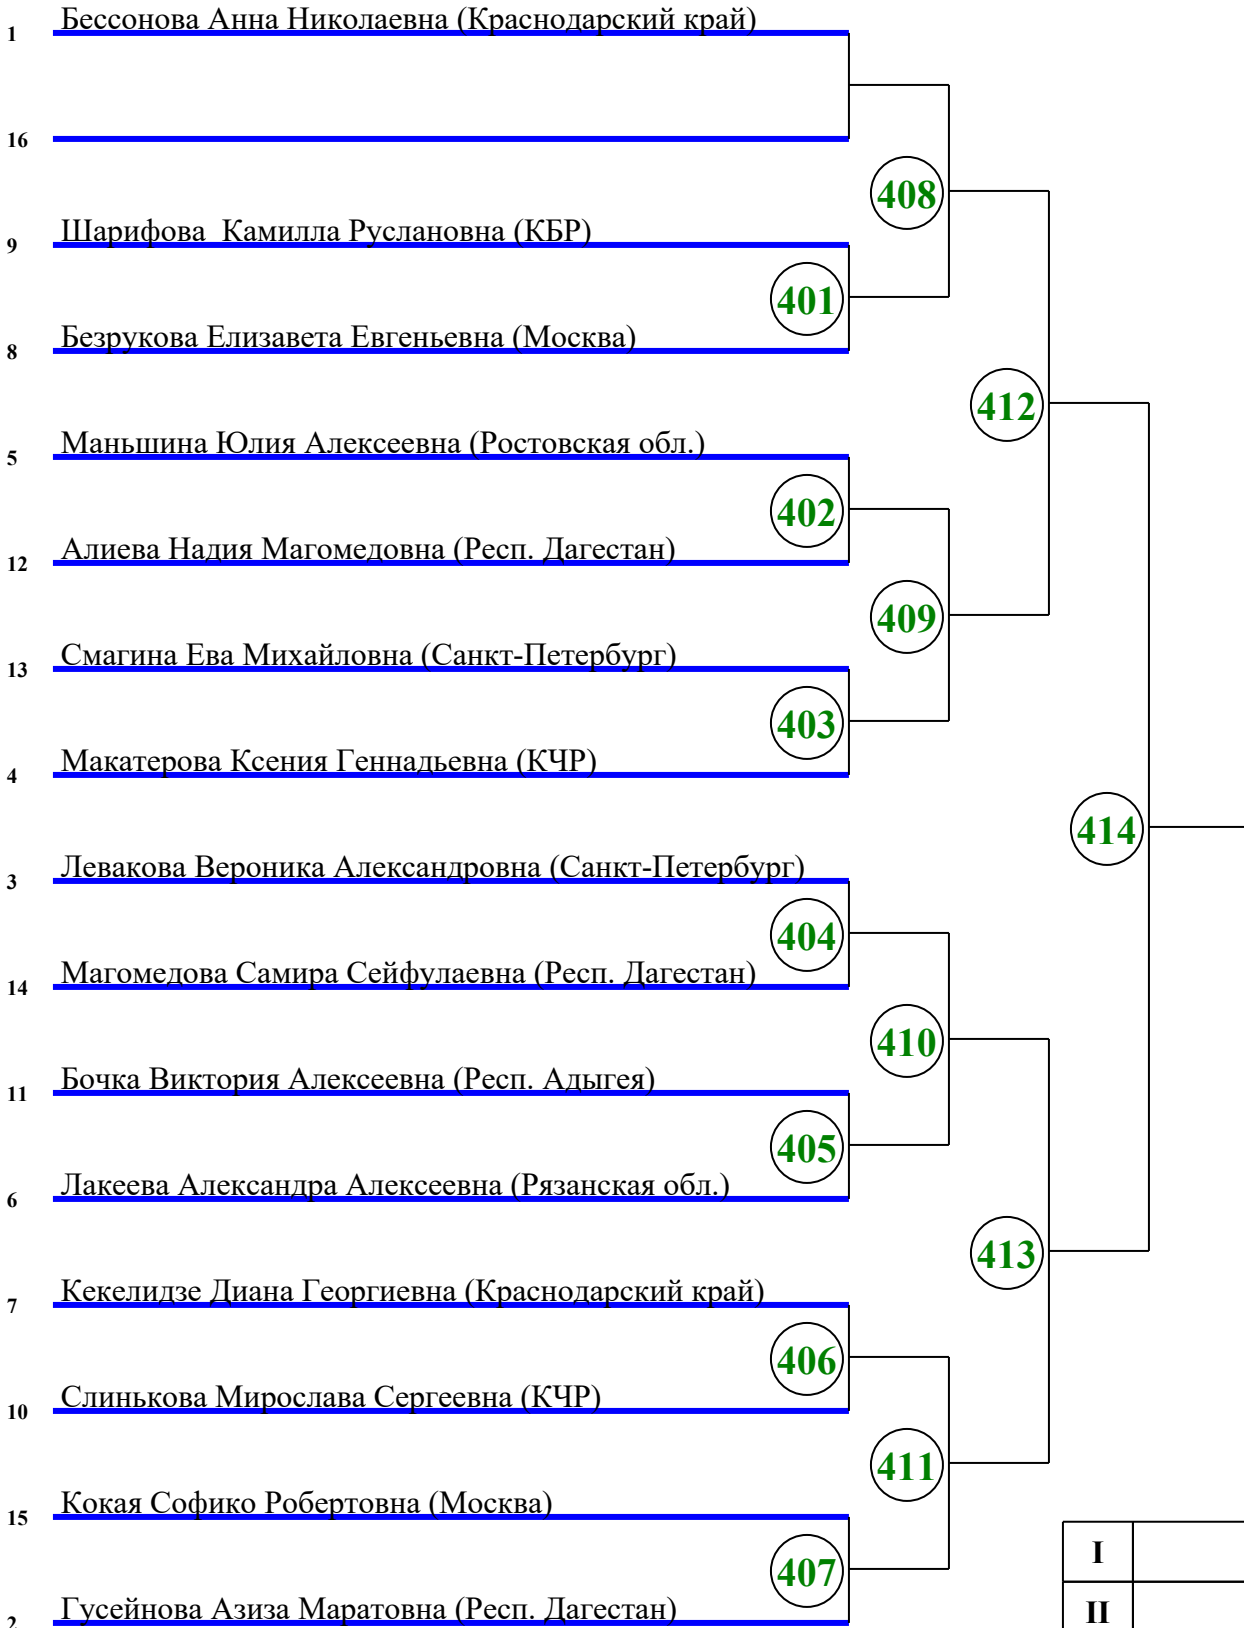 1 Бессонова Анна Николаевна (Краснодарский край)
16
408
9 Шарифова Камилла Руслановна (КБР)
401
8 Безрукова Елизавета Евгеньевна (Москва)
412
5 Маньшина Юлия Алексеевна (Ростовская обл.)
402
12 Алиева Надия Магомедовна (Респ. Дагестан)
409
13 Смагина Ева Михайловна (Санкт-Петербург)
403
4 Макатерова Ксения Геннадьевна (КЧР)
414
3 Левакова Вероника Александровна (Санкт-Петербург)
404
14 Магомедова Самира Сейфулаевна (Респ. Дагестан)
410
11 Бочка Виктория Алексеевна (Респ. Адыгея)
405
6 Лакеева Александра Алексеевна (Рязанская обл.)
413
7 Кекелидзе Диана Георгиевна (Краснодарский край)
406
10 Слинькова Мирослава Сергеевна (КЧР)
411
15 Кокая Софико Робертовна (Москва)
I
407
2 Гусейнова Азиза Маратовна (Респ. Дагестан)
II